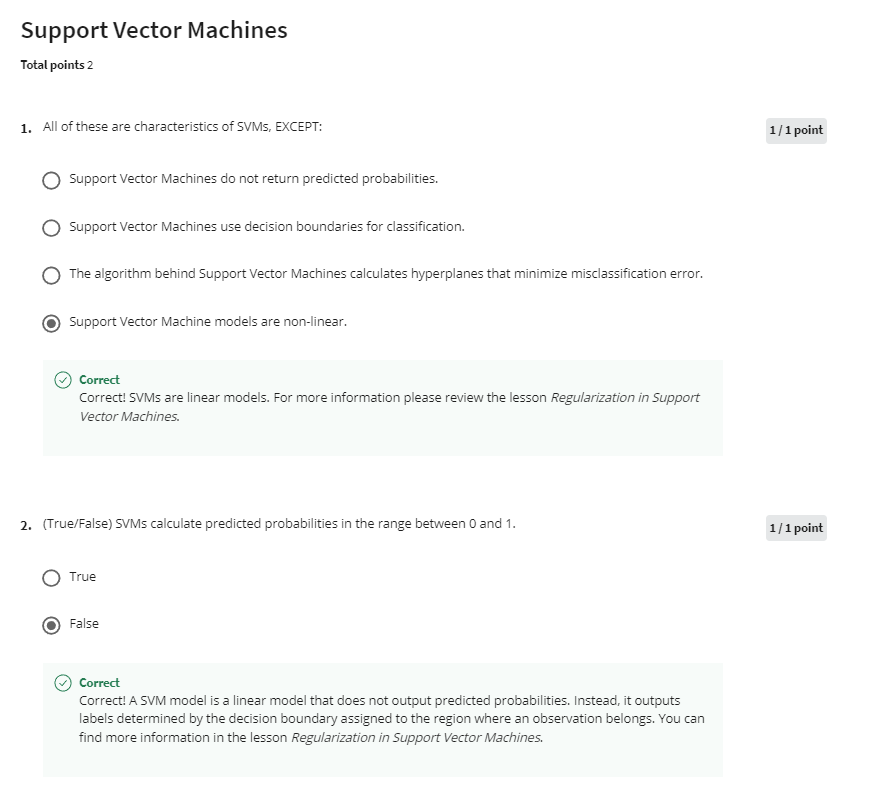 Support Vector Machines
Total points 2
1. All of these are characteristics of SVMs, EXCEPT:
1 / 1 point
Support Vector Machines do not return predicted probabilities.
Support Vector Machines use decision boundaries for classification.
The algorithm behind Support Vector Machines calculates hyperplanes that minimize misclassification error.
Support Vector Machine models are non-linear.
Correct
Correct! SVMs are linear models. For more information please review the lesson Regularization in Support
Vector Machines.
2. (True/False) SVMs calculate predicted probabilities in the range between 0 and 1.
1 / 1 point
True
False
Correct
Correct! A SVM model is a linear model that does not output predicted probabilities. Instead, it outputs
labels determined by the decision boundary assigned to the region where an observation belongs. You can
find more information in the lesson Regularization in Support Vector Machines.